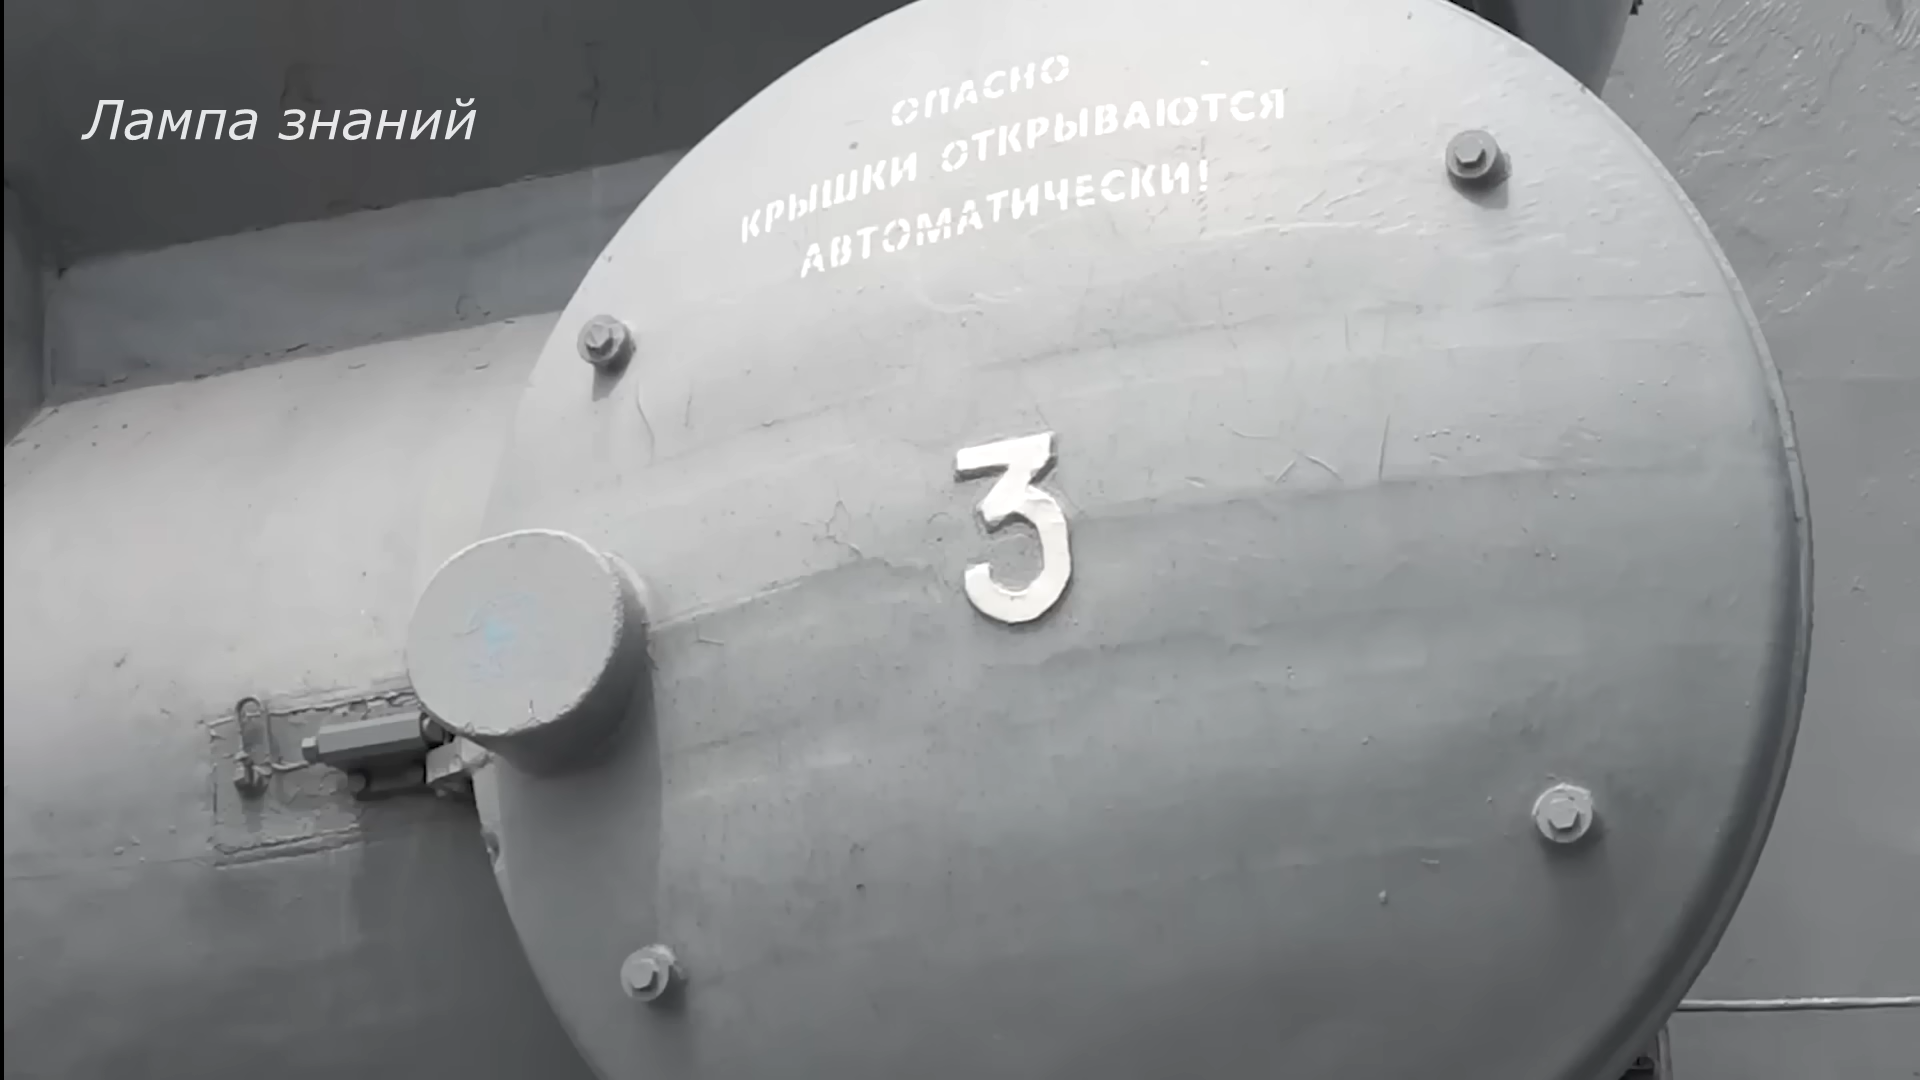 Лампа знаний
ОПАСНО
КРЫШКИ ОТКРЫВАЮТСЯ
АВТОМАТИЧЕСКИ!
3